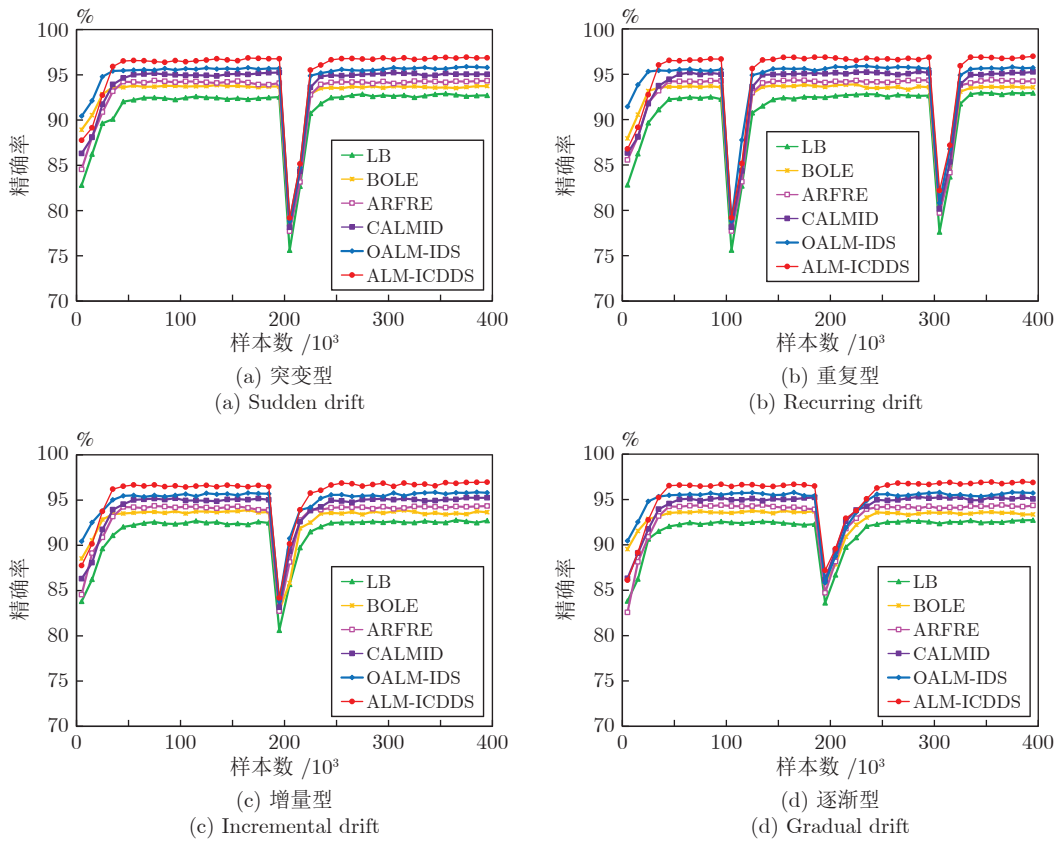 %
100
95
90
85
80
75
70
精确率
LB
BOLE
ARFRE
CALMID
OALM-IDS
ALM-ICDDS
0
100
200
300
400
样本数 /10³
(a) 突变型
(a) Sudden drift
%
100
95
90
85
80
75
70
精确率
LB
BOLE
ARFRE
CALMID
OALM-IDS
ALM-ICDDS
0
100
200
300
400
样本数 /10³
(b) 重复型
(b) Recurring drift
%
100
95
90
85
80
75
70
精确率
LB
BOLE
ARFRE
CALMID
OALM-IDS
ALM-ICDDS
0
100
200
300
400
样本数 /10³
(c) 增量型
(c) Incremental drift
%
100
95
90
85
80
75
70
精确率
LB
BOLE
ARFRE
CALMID
OALM-IDS
ALM-ICDDS
0
100
200
300
400
样本数 /10³
(d) 逐渐型
(d) Gradual drift